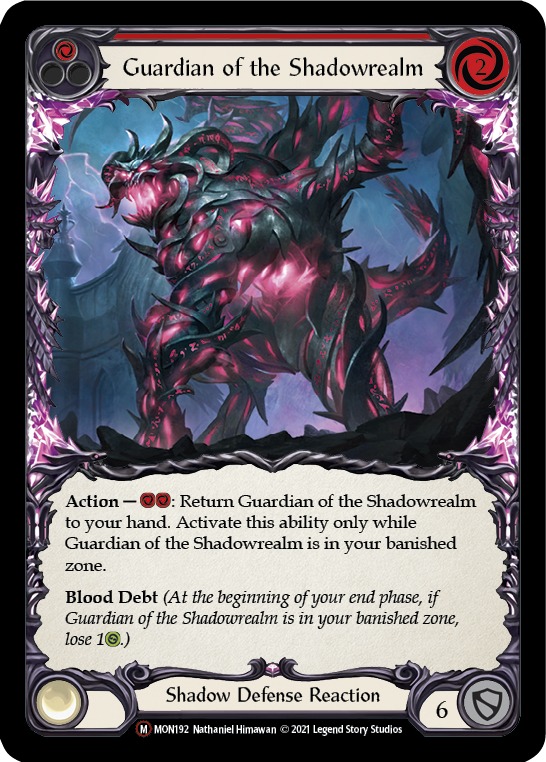 Guardian of the Shadowrealm
2
Action — : Return Guardian of the Shadowrealm
to your hand. Activate this ability only while
Guardian of the Shadowrealm is in your banished
zone.
Blood Debt (At the beginning of your end phase, if
Guardian of the Shadowrealm is in your banished zone,
lose 1.)
Shadow Defense Reaction
6
M MON192 Nathaniel Himawan © 2021 Legend Story Studios